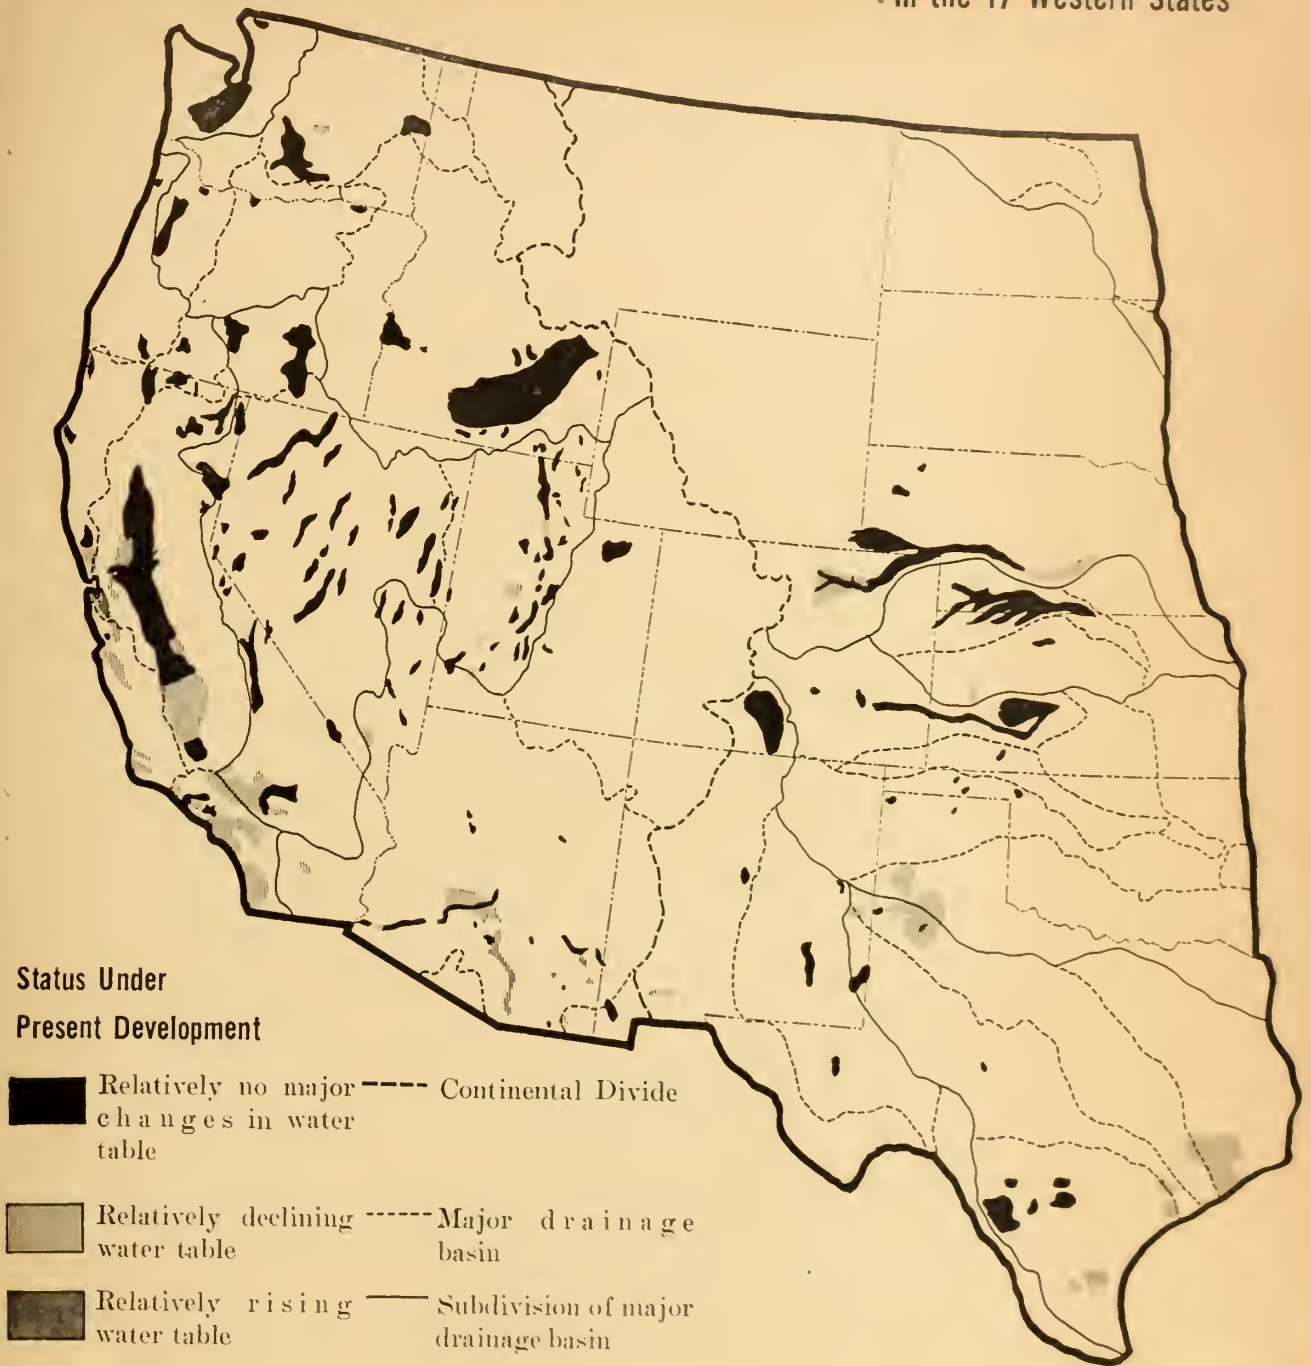 in the 17 Western States
Status Under
Present Development
Relatively no major
changes in water
table
Continental Divide
Relatively declining
water table
Major drainage
basin
Relatively rising
water table
Subdivision of major
drainage basin